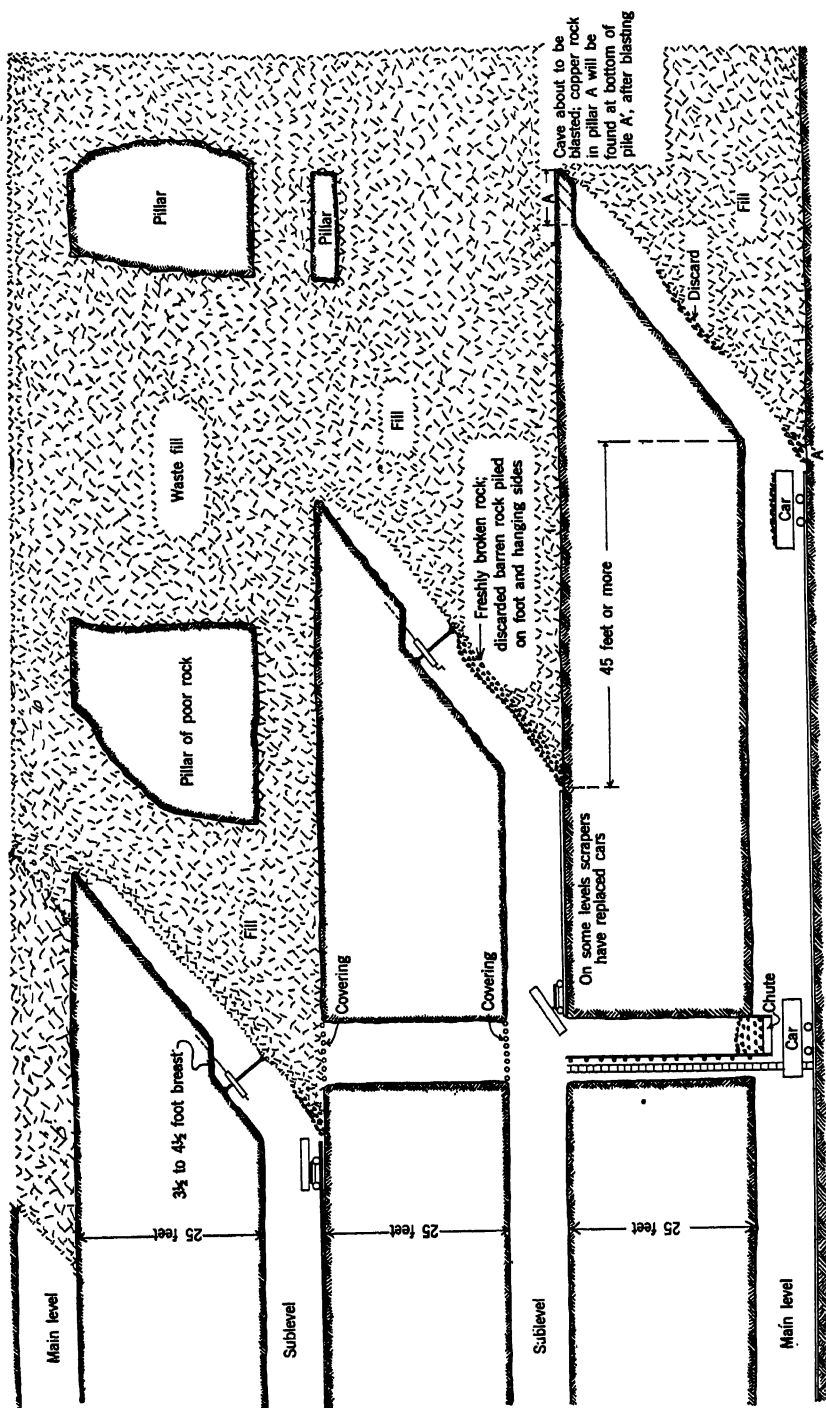 Main level
25 feet
Sublevel
25 feet
Sublevel
25 feet
Main level
3½ to 4½ foot breast
Fill
Pillar of poor rock
Waste fill
Pillar
Covering
Covering
Fill
Pillar
Freshly broken rock;
discarded barren rock piled
on foot and hanging sides
On some levels scrapers
have replaced cars
45 feet or more
A
Cave about to be
blasted; copper rock
in pillar A will be
found at bottom of
pile A', after blasting
Discard
Fill
Chute
Car
Car
A'